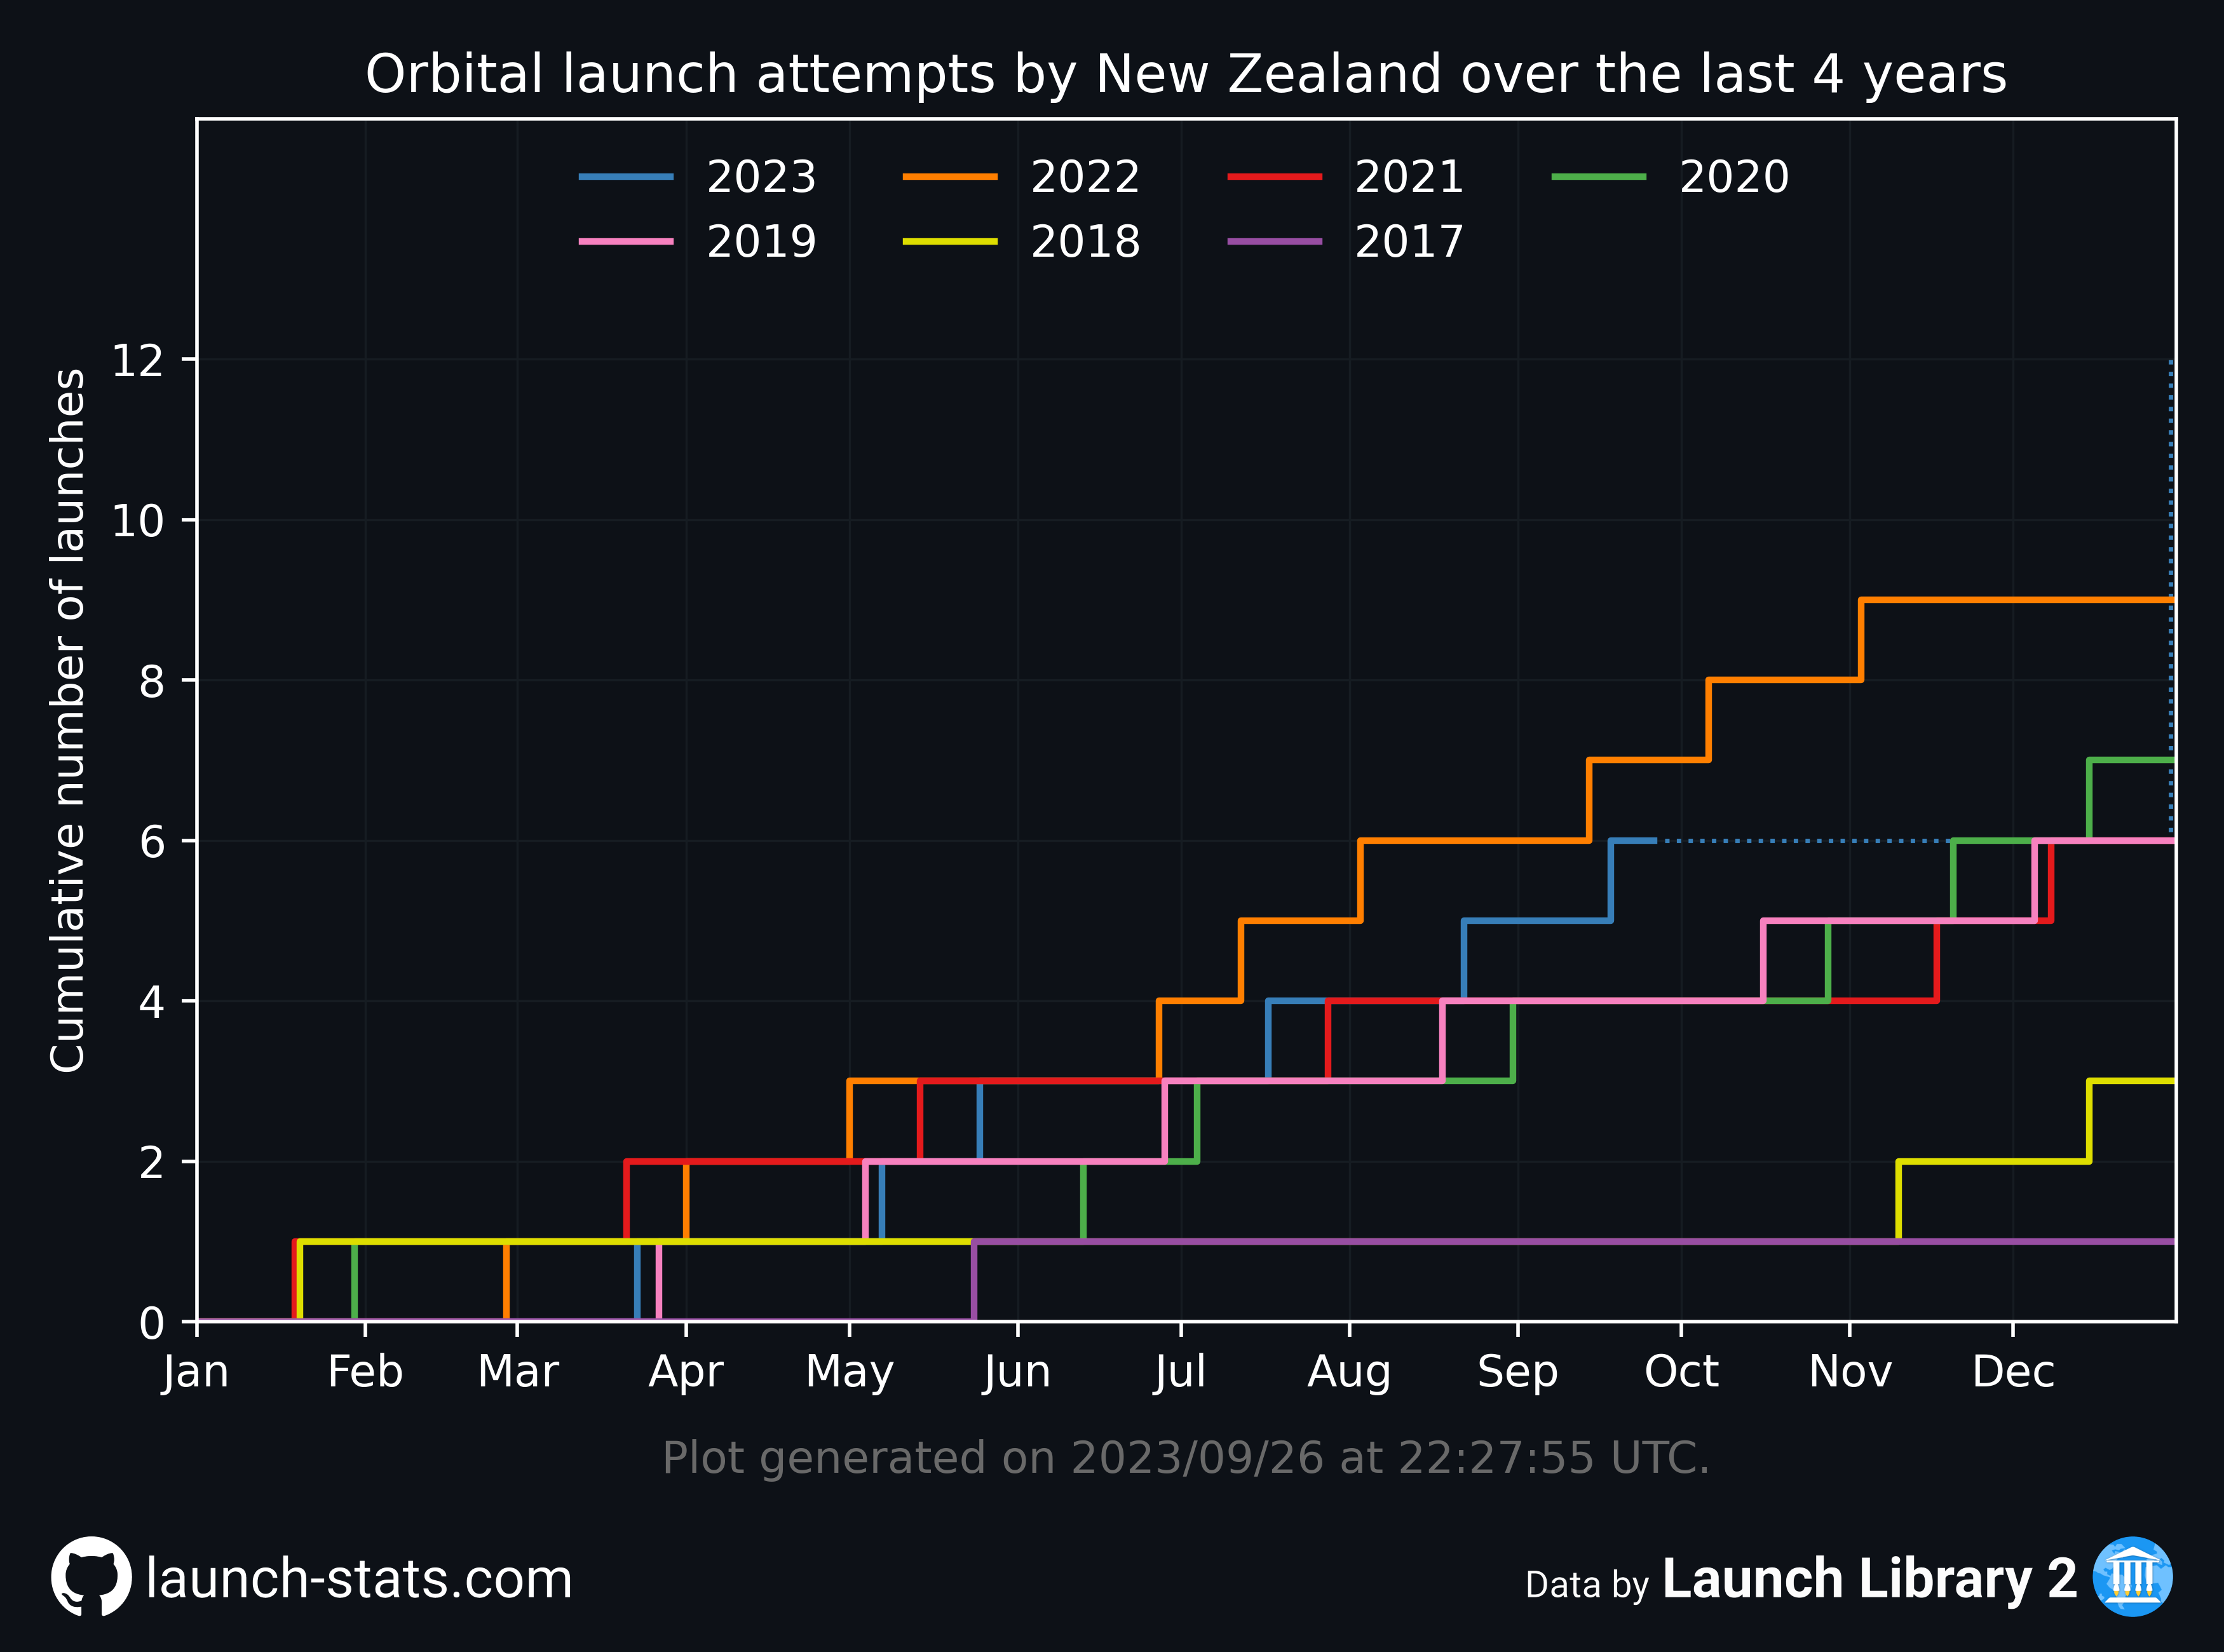 Orbital launch attempts by New Zealand over the last 4 years
2023 2022 2021 2020
2019 2018 2017
Cumulative number of launches
12
10
8
6
4
2
0
Jan Feb Mar Apr May Jun Jul Aug Sep Oct Nov Dec
Plot generated on 2023/09/26 at 22:27:55 UTC.
launch-stats.com
Data by Launch Library 2